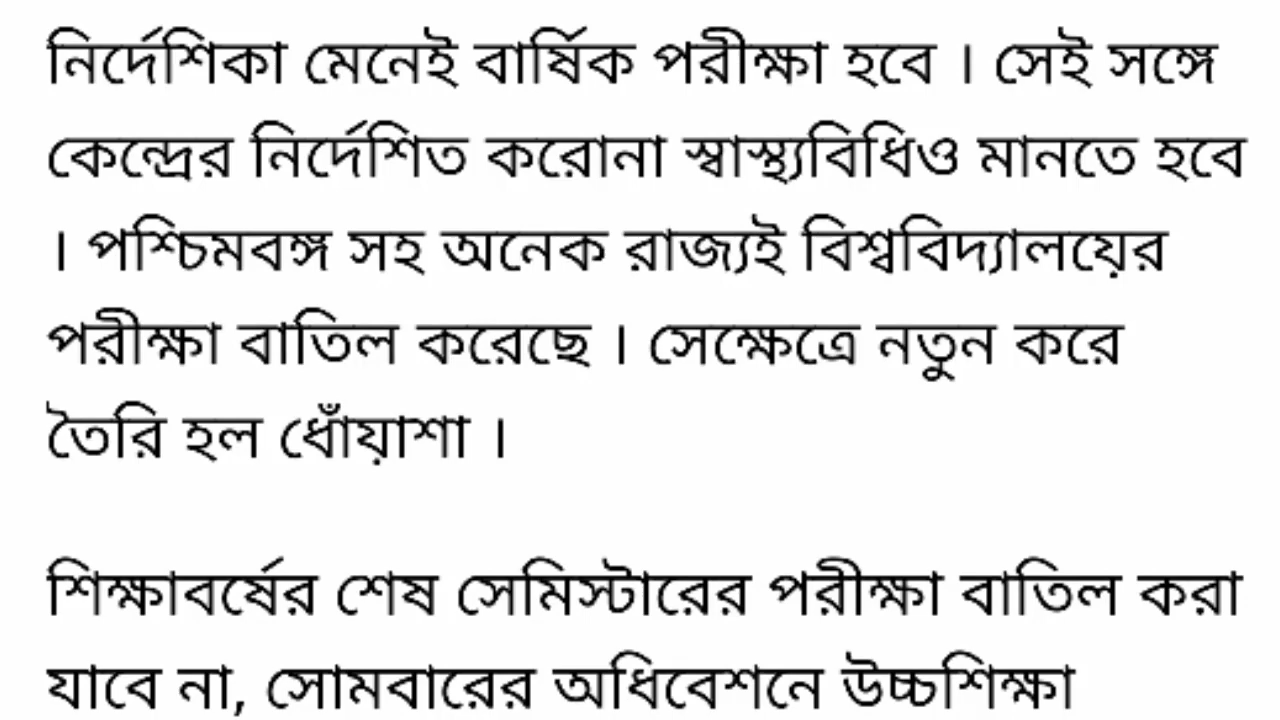 নির্দেশিকা মেনেই বার্ষিক পরীক্ষা হবে । সেই সঙ্গে
কেন্দ্রের নির্দেশিত করোনা স্বাস্থ্যবিধিও মানতে হবে
। পশ্চিমবঙ্গ সহ অনেক রাজ্যই বিশ্ববিদ্যালয়ের
পরীক্ষা বাতিল করেছে । সেক্ষেত্রে নতুন করে
তৈরি হল ধোঁয়াশা ।
শিক্ষাবর্ষের শেষ সেমিস্টারের পরীক্ষা বাতিল করা
যাবে না, সোমবারের অধিবেশনে উচ্চশিক্ষা